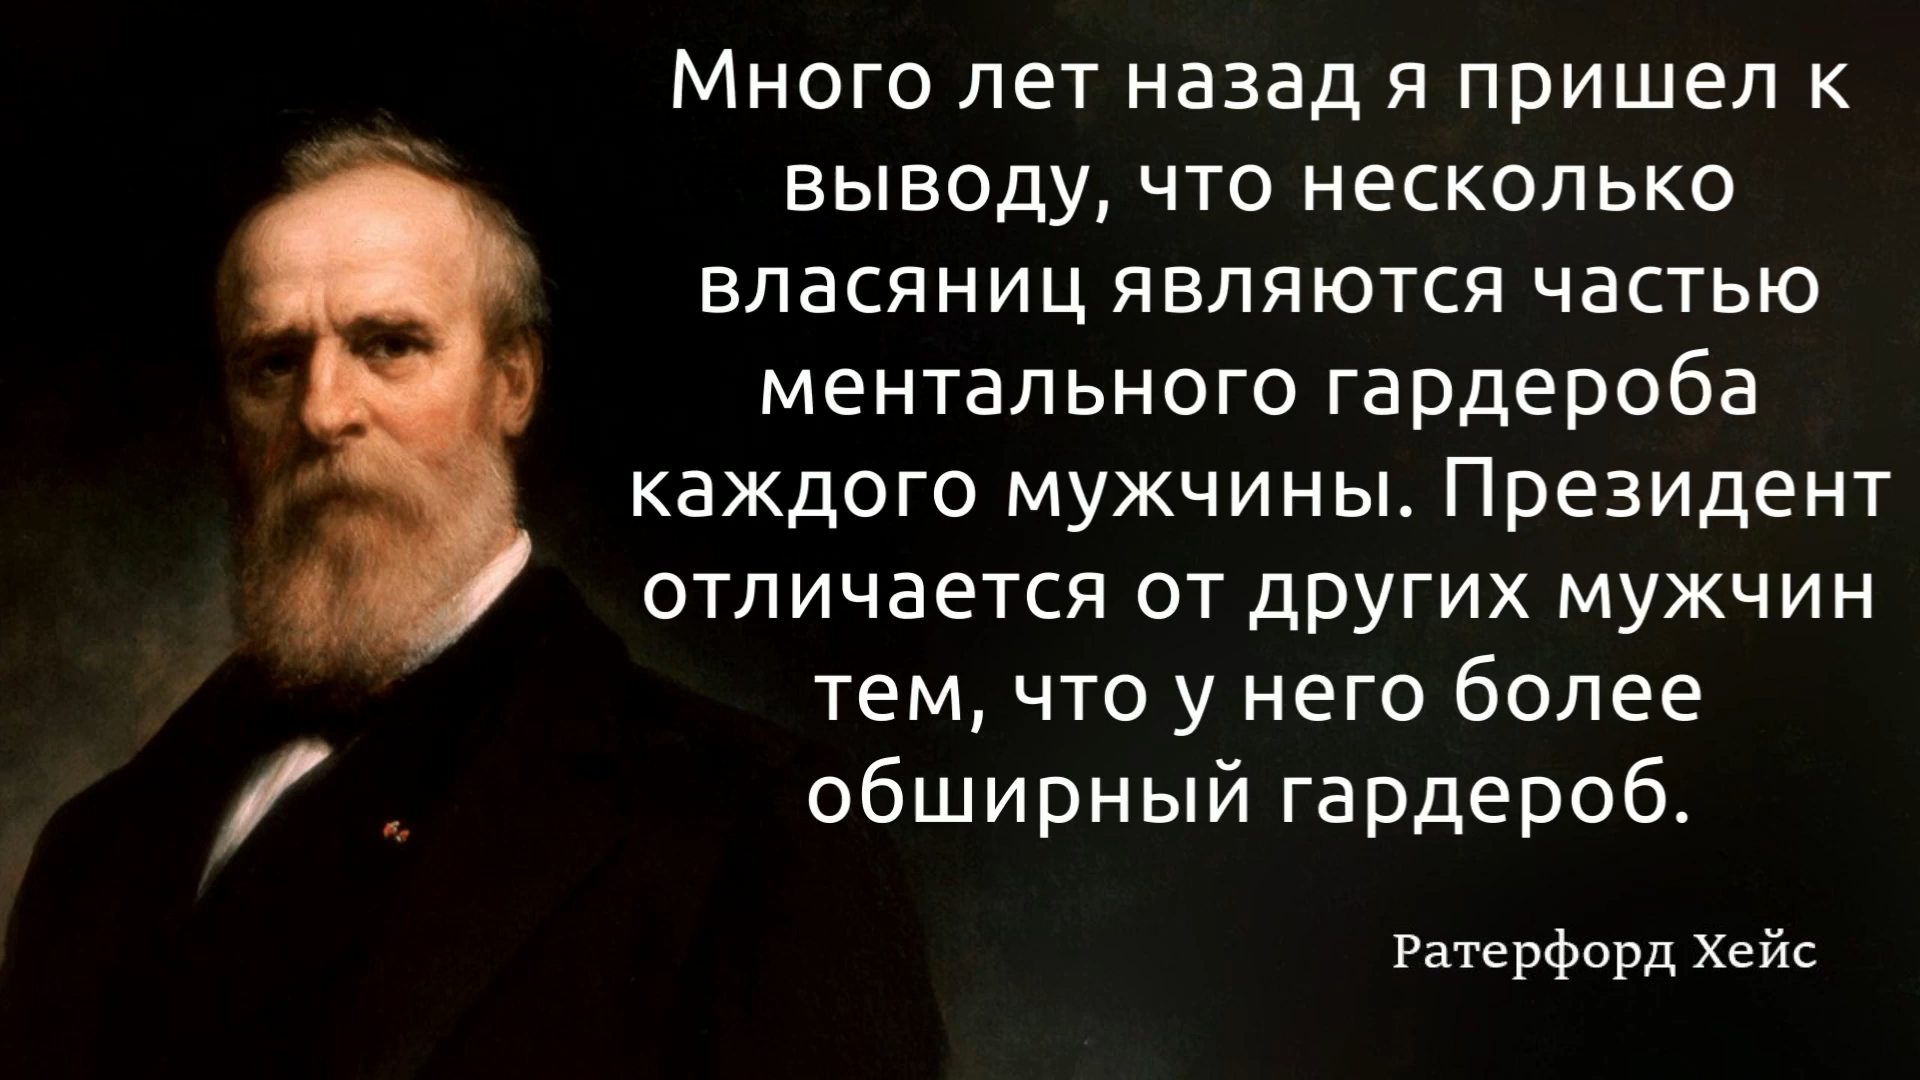 Много лет назад я пришел к
выводу, что несколько
власяниц являются частью
ментального гардероба
каждого мужчины. Президент
отличается от других мужчин
тем, что у него более
обширный гардероб.
Ратерфорд Хейс